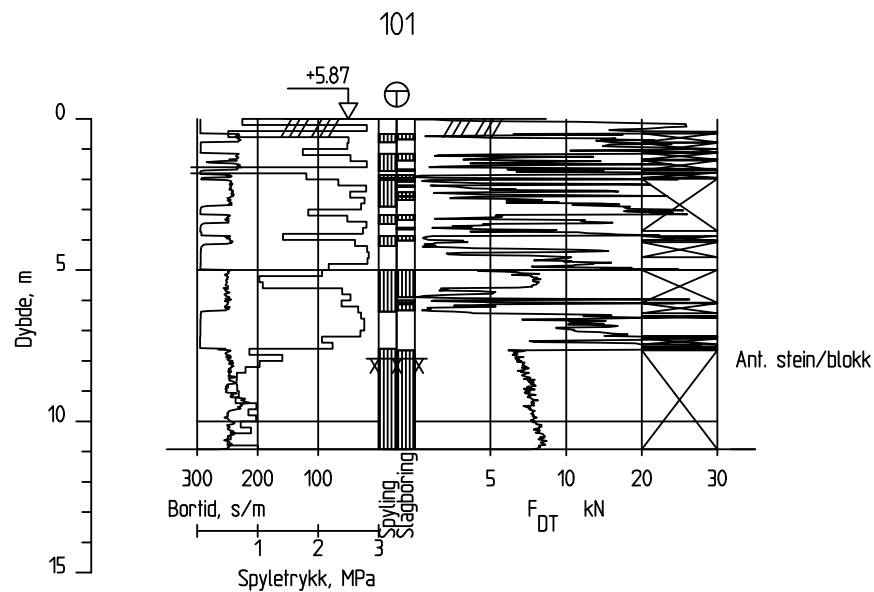 101
+5.87
0
5
10
15
Dybde, m
Ant. stein/blokk
300 200 100
5 10 20 30
Bortid, s/m
Spyling
Slagboring
F DT kN
1 2 3
Spyletrykk, MPa